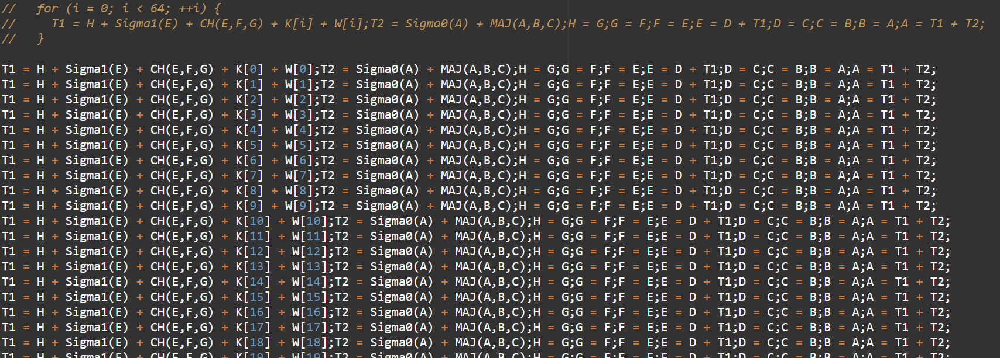 //   for (i = 0; i < 64; ++i) {
//     T1 = H + Sigma1(E) + CH(E,F,G) + K[i] + W[i];T2 = Sigma0(A) + MAJ(A,B,C);H = G;G = F;F = E;E = D + T1;D = C;C = B;B = A;A = T1 + T2;
//   }
T1 = H + Sigma1(E) + CH(E,F,G) + K[0] + W[0];T2 = Sigma0(A) + MAJ(A,B,C);H = G;G = F;F = E;E = D + T1;D = C;C = B;B = A;A = T1 + T2;
T1 = H + Sigma1(E) + CH(E,F,G) + K[1] + W[1];T2 = Sigma0(A) + MAJ(A,B,C);H = G;G = F;F = E;E = D + T1;D = C;C = B;B = A;A = T1 + T2;
T1 = H + Sigma1(E) + CH(E,F,G) + K[2] + W[2];T2 = Sigma0(A) + MAJ(A,B,C);H = G;G = F;F = E;E = D + T1;D = C;C = B;B = A;A = T1 + T2;
T1 = H + Sigma1(E) + CH(E,F,G) + K[3] + W[3];T2 = Sigma0(A) + MAJ(A,B,C);H = G;G = F;F = E;E = D + T1;D = C;C = B;B = A;A = T1 + T2;
T1 = H + Sigma1(E) + CH(E,F,G) + K[4] + W[4];T2 = Sigma0(A) + MAJ(A,B,C);H = G;G = F;F = E;E = D + T1;D = C;C = B;B = A;A = T1 + T2;
T1 = H + Sigma1(E) + CH(E,F,G) + K[5] + W[5];T2 = Sigma0(A) + MAJ(A,B,C);H = G;G = F;F = E;E = D + T1;D = C;C = B;B = A;A = T1 + T2;
T1 = H + Sigma1(E) + CH(E,F,G) + K[6] + W[6];T2 = Sigma0(A) + MAJ(A,B,C);H = G;G = F;F = E;E = D + T1;D = C;C = B;B = A;A = T1 + T2;
T1 = H + Sigma1(E) + CH(E,F,G) + K[7] + W[7];T2 = Sigma0(A) + MAJ(A,B,C);H = G;G = F;F = E;E = D + T1;D = C;C = B;B = A;A = T1 + T2;
T1 = H + Sigma1(E) + CH(E,F,G) + K[8] + W[8];T2 = Sigma0(A) + MAJ(A,B,C);H = G;G = F;F = E;E = D + T1;D = C;C = B;B = A;A = T1 + T2;
T1 = H + Sigma1(E) + CH(E,F,G) + K[9] + W[9];T2 = Sigma0(A) + MAJ(A,B,C);H = G;G = F;F = E;E = D + T1;D = C;C = B;B = A;A = T1 + T2;
T1 = H + Sigma1(E) + CH(E,F,G) + K[10] + W[10];T2 = Sigma0(A) + MAJ(A,B,C);H = G;G = F;F = E;E = D + T1;D = C;C = B;B = A;A = T1 + T2;
T1 = H + Sigma1(E) + CH(E,F,G) + K[11] + W[11];T2 = Sigma0(A) + MAJ(A,B,C);H = G;G = F;F = E;E = D + T1;D = C;C = B;B = A;A = T1 + T2;
T1 = H + Sigma1(E) + CH(E,F,G) + K[12] + W[12];T2 = Sigma0(A) + MAJ(A,B,C);H = G;G = F;F = E;E = D + T1;D = C;C = B;B = A;A = T1 + T2;
T1 = H + Sigma1(E) + CH(E,F,G) + K[13] + W[13];T2 = Sigma0(A) + MAJ(A,B,C);H = G;G = F;F = E;E = D + T1;D = C;C = B;B = A;A = T1 + T2;
T1 = H + Sigma1(E) + CH(E,F,G) + K[14] + W[14];T2 = Sigma0(A) + MAJ(A,B,C);H = G;G = F;F = E;E = D + T1;D = C;C = B;B = A;A = T1 + T2;
T1 = H + Sigma1(E) + CH(E,F,G) + K[15] + W[15];T2 = Sigma0(A) + MAJ(A,B,C);H = G;G = F;F = E;E = D + T1;D = C;C = B;B = A;A = T1 + T2;
T1 = H + Sigma1(E) + CH(E,F,G) + K[16] + W[16];T2 = Sigma0(A) + MAJ(A,B,C);H = G;G = F;F = E;E = D + T1;D = C;C = B;B = A;A = T1 + T2;
T1 = H + Sigma1(E) + CH(E,F,G) + K[17] + W[17];T2 = Sigma0(A) + MAJ(A,B,C);H = G;G = F;F = E;E = D + T1;D = C;C = B;B = A;A = T1 + T2;
T1 = H + Sigma1(E) + CH(E,F,G) + K[18] + W[18];T2 = Sigma0(A) + MAJ(A,B,C);H = G;G = F;F = E;E = D + T1;D = C;C = B;B = A;A = T1 + T2;
T1 = H + Sigma1(E) + CH(E,F,G) + K[19] + W[19];T2 = Sigma0(A) + MAJ(A,B,C);H = G;G = F;F = E;E = D + T1;D = C;C = B;B = A;A = T1 + T2;